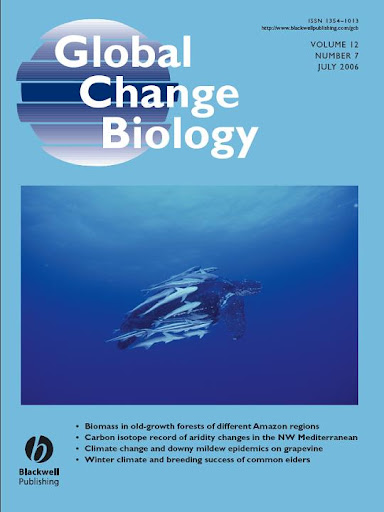 ISSN 1354-1013
http://www.blackwellpublishing.com/gcb
VOLUME 12
NUMBER 7
JULY 2006
Global
Change
Biology
• Biomass in old-growth forests of different Amazon regions
• Carbon isotope record of aridity changes in the NW Mediterranean
• Climate change and downy mildew epidemics on grapevine
• Winter climate and breeding success of common eiders
Blackwell
Publishing